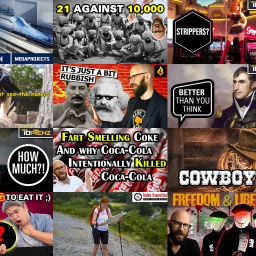 21 AGAINST 10,000
STRIPPERS?
MEGAPROJECTS
IT'S JUST A BIT
RUBBISH
BETTER
THAN YOU
THINK
TOPTENZ
HOW
MUCH?!
FART SMELLING COKE
AND WHY COCA-COLA
INTENTIONALLY KILLED
COCA-COLA
COWBOY
TO EAT IT ;)
FREEDOM & LIBE